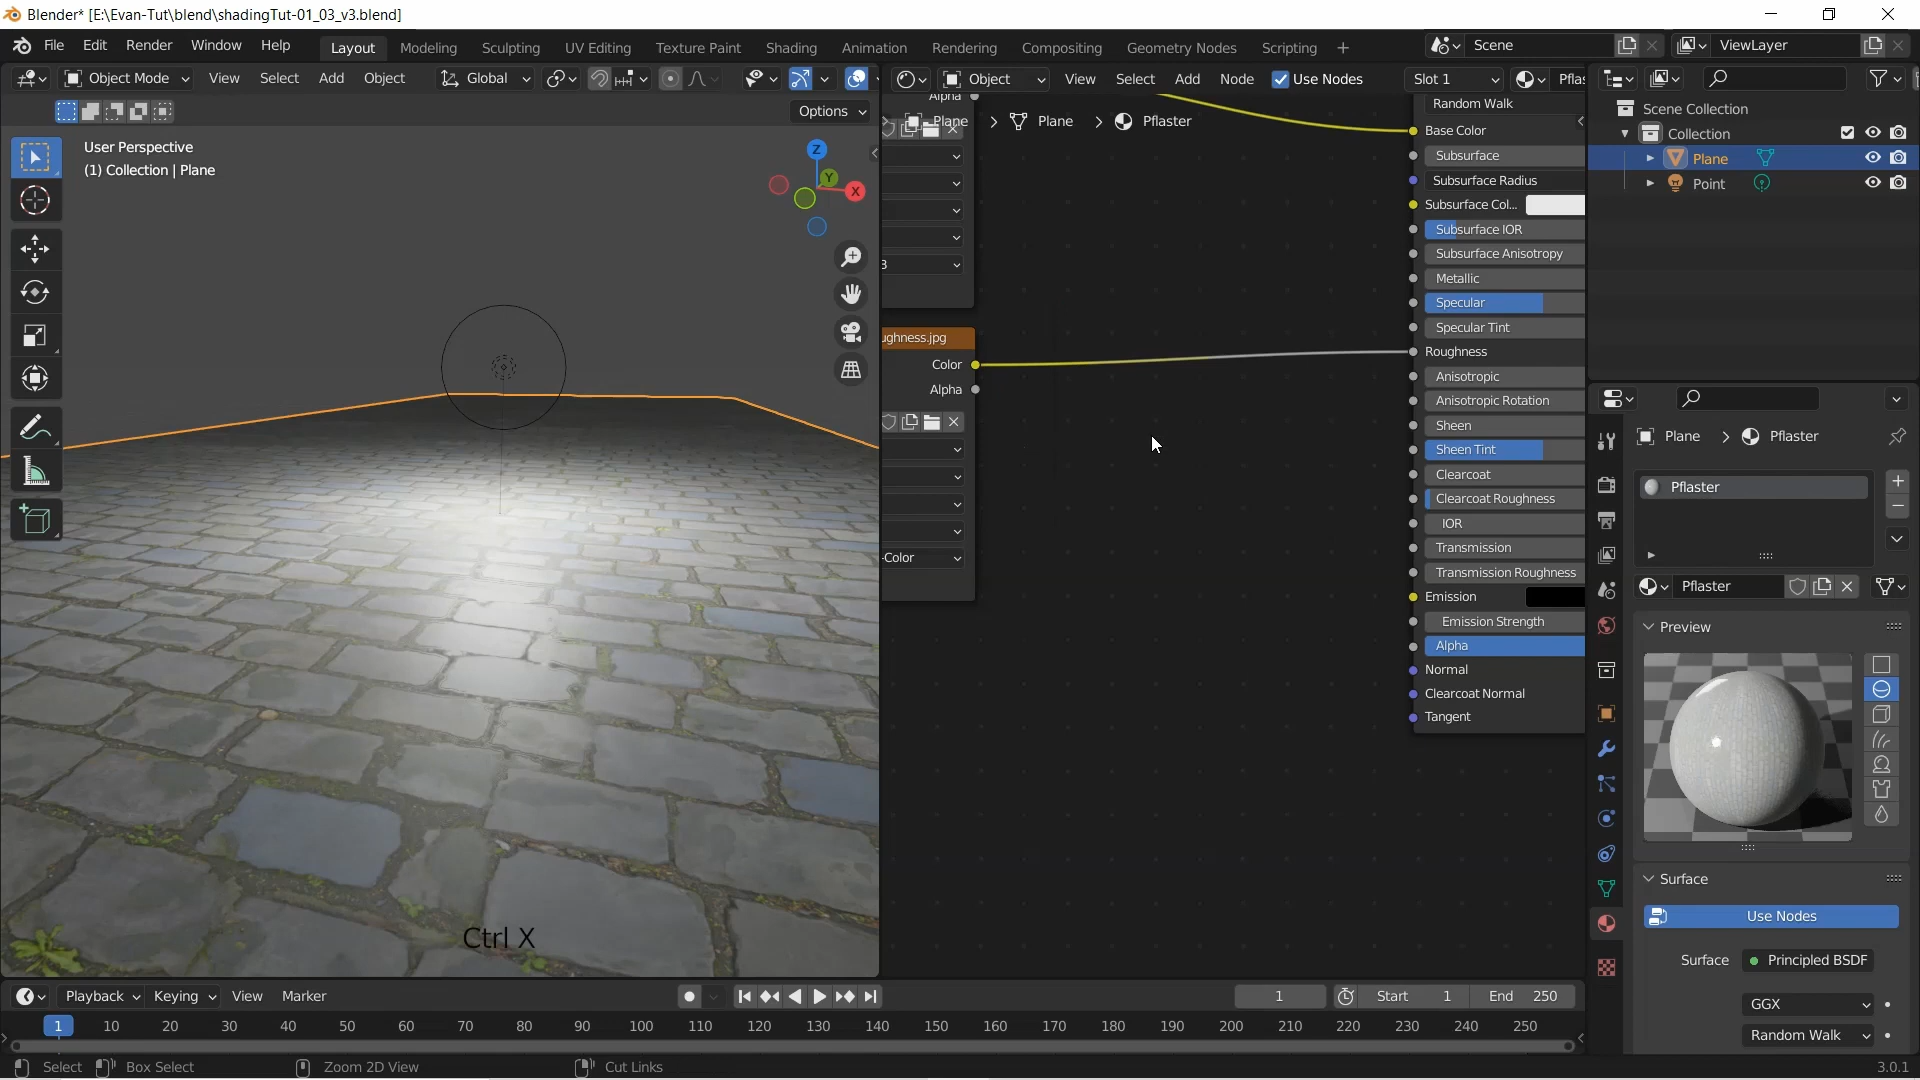 Blender* [E:\Evan-Tut\blend\shadingTut-01_03_v3.blend]
File Edit Render Window Help Layout Modeling Sculpting UV Editing Texture Paint Shading Animation Rendering Compositing Geometry Nodes Scripting + Scene ViewLayer
Object Mode View Select Add Object Global
Object View Select Add Node Use Nodes Slot 1 Pflas
Options
User Perspective
(1) Collection | Plane
Z
Y
X
Alpha
Plane > Plane > Pflaster
B
ughness.jpg
Color
Alpha
-Color
Random Walk
Base Color
Subsurface
Subsurface Radius
Subsurface Col...
Subsurface IOR
Subsurface Anisotropy
Metallic
Specular
Specular Tint
Roughness
Anisotropic
Anisotropic Rotation
Sheen
Sheen Tint
Clearcoat
Clearcoat Roughness
IOR
Transmission
Transmission Roughness
Emission
Emission Strength
Alpha
Normal
Clearcoat Normal
Tangent
Scene Collection
Collection
Plane
Point
Plane > Pflaster
Pflaster
Pflaster
Preview
Surface
Use Nodes
Surface Principled BSDF
GGX
Random Walk
Ctrl X
Playback Keying View Marker 1 Start 1 End 250
1 10 20 30 40 50 60 70 80 90 100 110 120 130 140 150 160 170 180 190 200 210 220 230 240 250
Select Box Select Zoom 2D View Cut Links 3.0.1